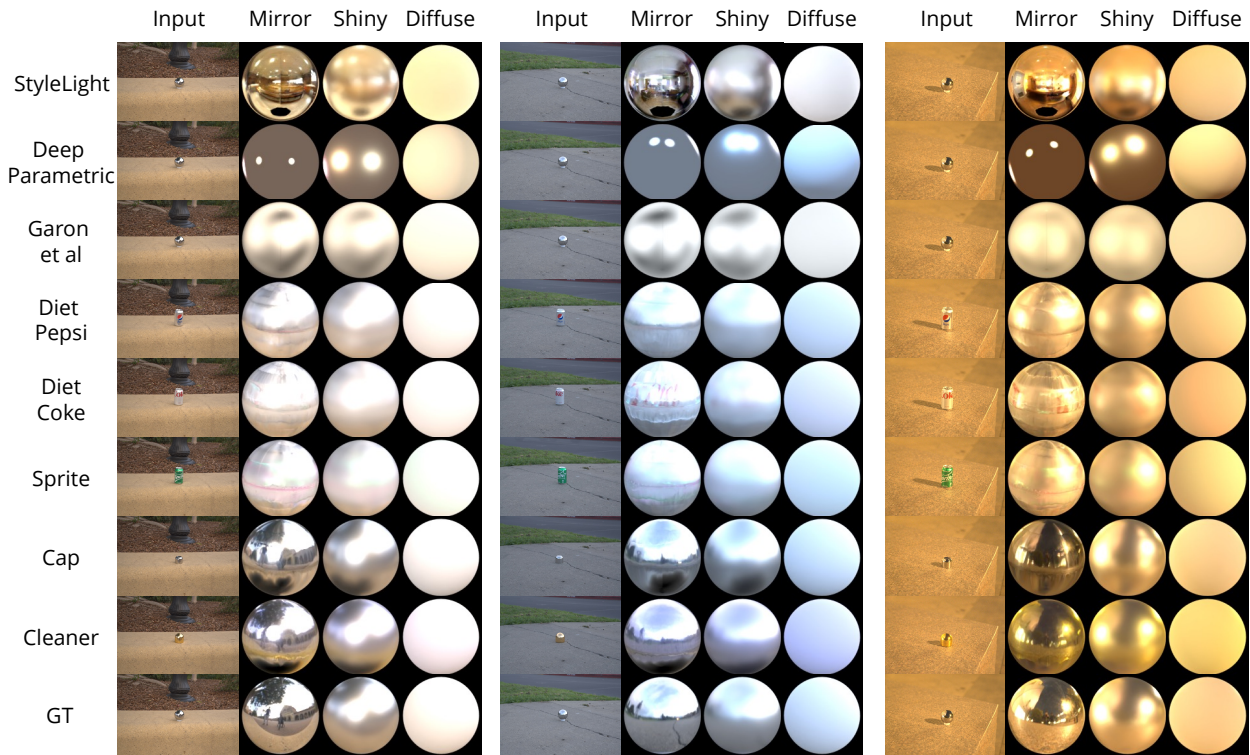 Input Mirror Shiny Diffuse Input Mirror Shiny Diffuse Input Mirror Shiny Diffuse
StyleLight
Deep
Parametric
Garon
et al
Diet
Pepsi
Diet
Coke
Sprite
Cap
Cleaner
GT